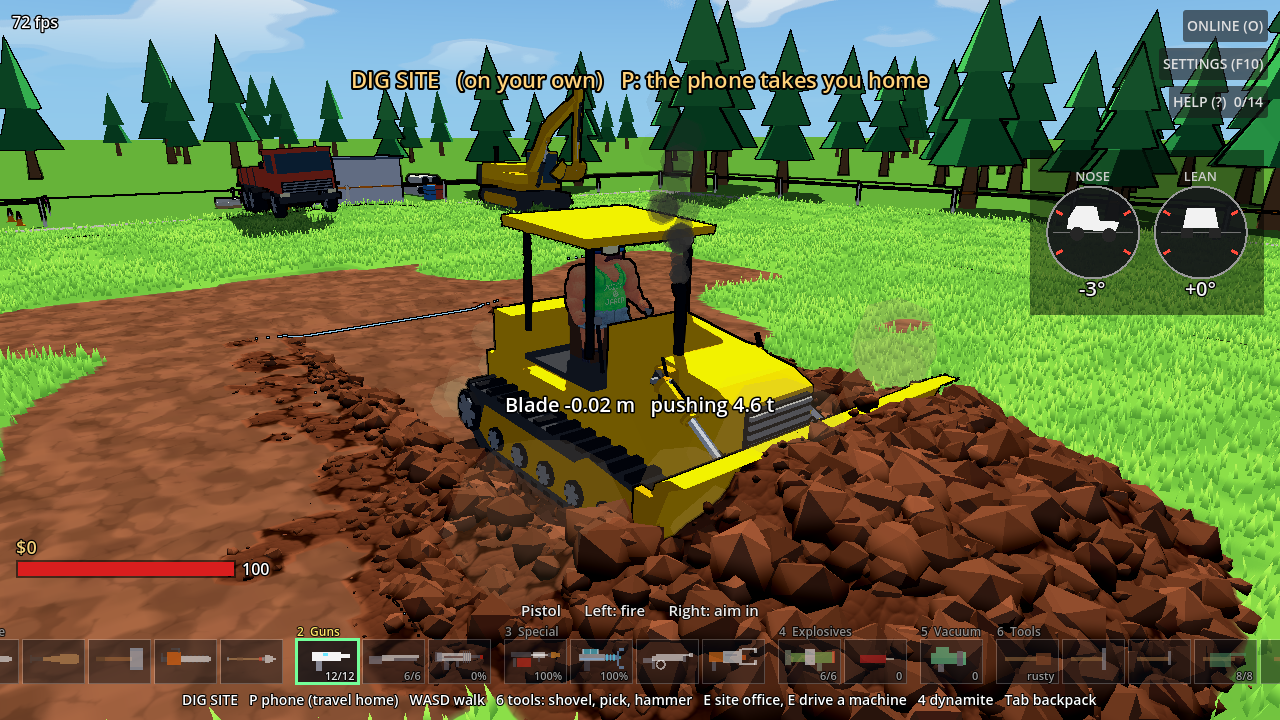 72 fps
ONLINE (O)
SETTINGS (F10)
HELP (?) 0/14
DIG SITE (on your own) P: the phone takes you home
NOSE LEAN
-3° +0°
Blade -0.02 m pushing 4.6 t
$0
100
Pistol Left: fire Right: aim in
2 Guns 3 Special 4 Explosives 5 Vacuum 6 Tools
12/12 6/6 0% 100% 100% 6/6 0 0 rusty 8/8
DIG SITE P phone (travel home) WASD walk 6 tools: shovel, pick, hammer E site office, E drive a machine 4 dynamite Tab backpack